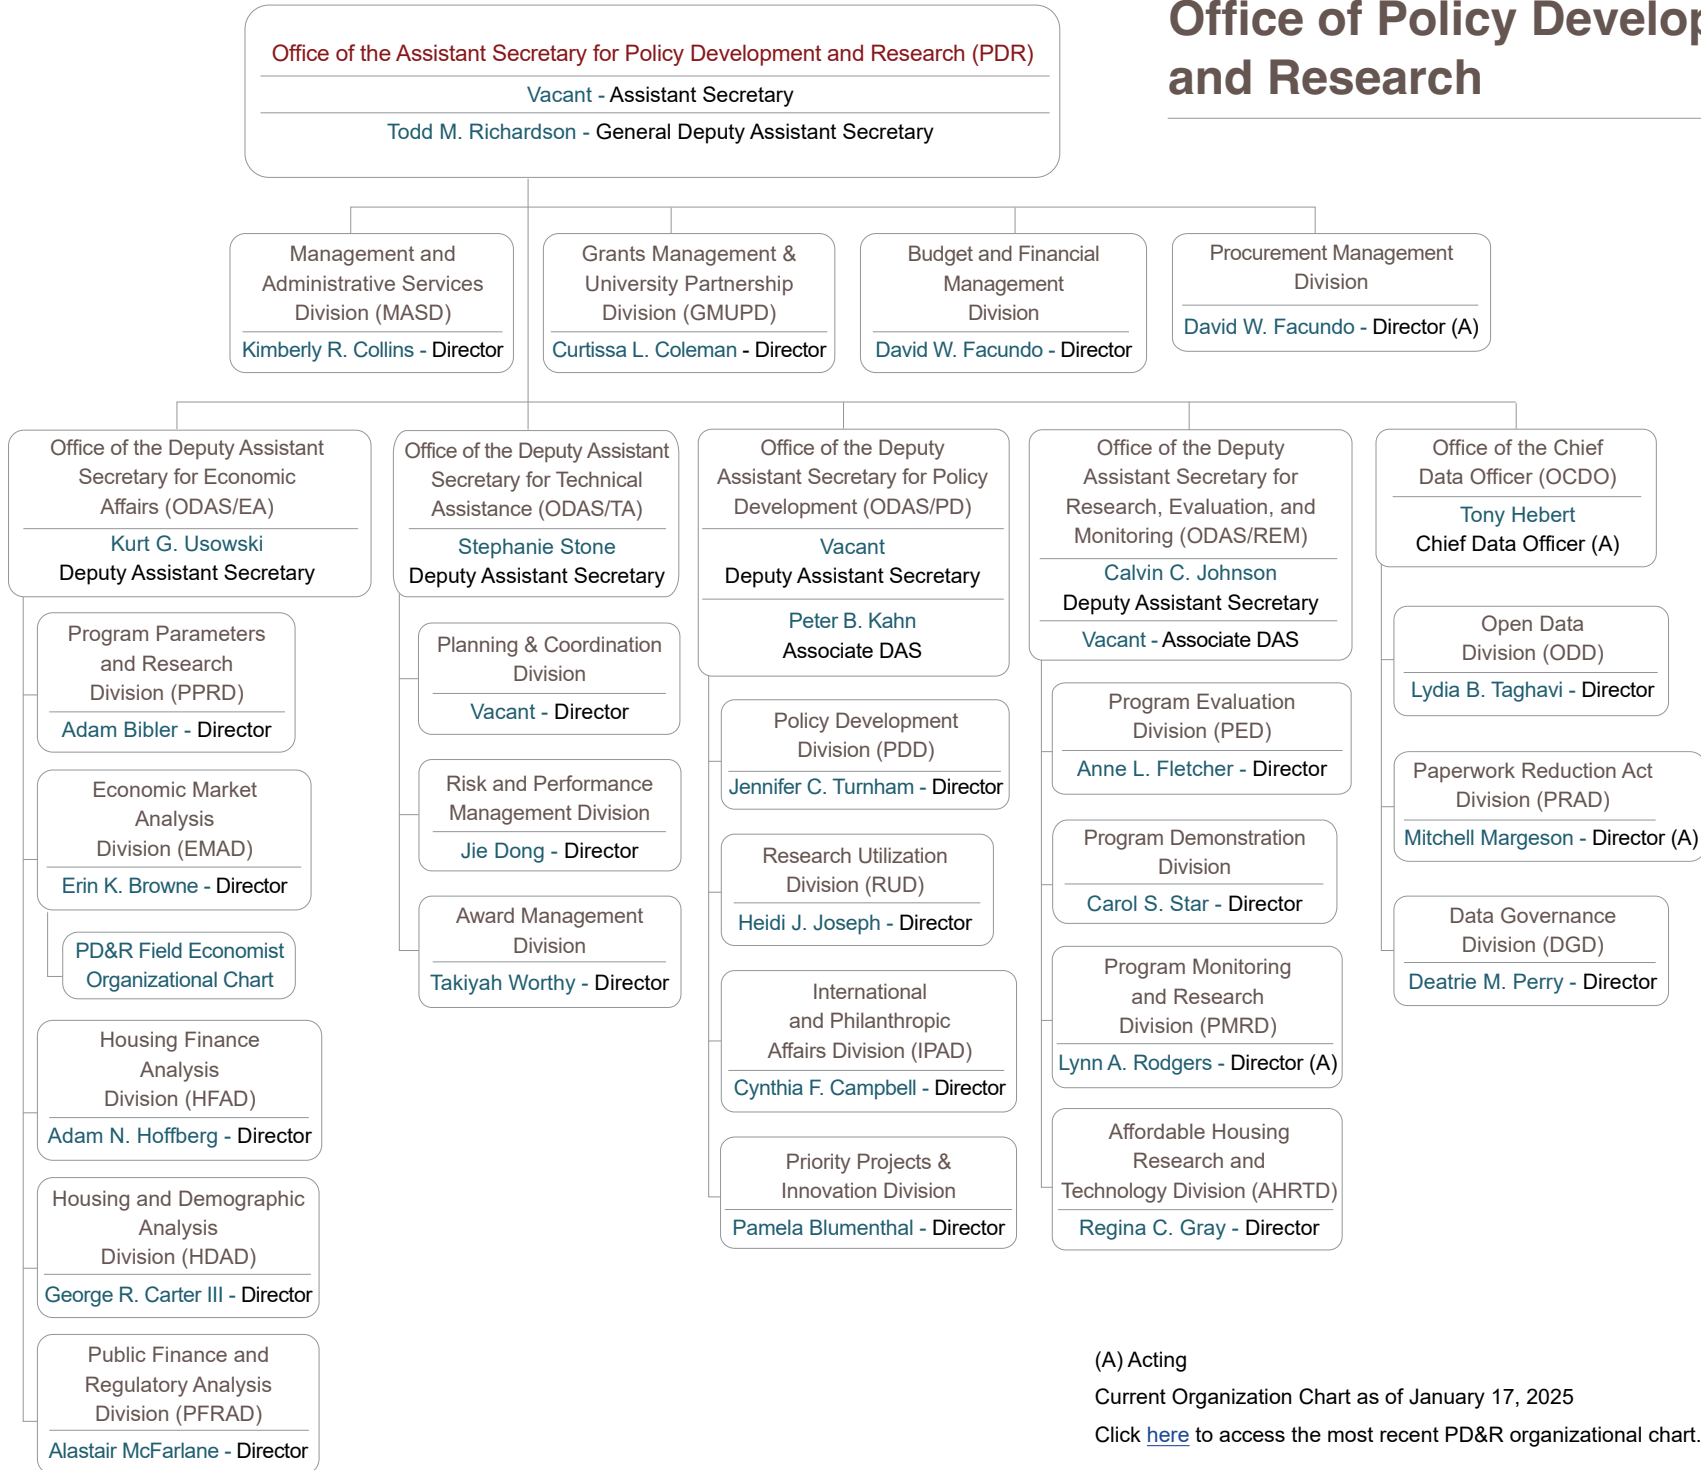 Office of Policy Develop
and Research
Office of the Assistant Secretary for Policy Development and Research (PDR)
Vacant - Assistant Secretary
Todd M. Richardson - General Deputy Assistant Secretary
Management and
Administrative Services
Division (MASD)
Kimberly R. Collins - Director
Grants Management &
University Partnership
Division (GMUPD)
Curtissa L. Coleman - Director
Budget and Financial
Management
Division
David W. Facundo - Director
Procurement Management
Division
David W. Facundo - Director (A)
Office of the Deputy Assistant
Secretary for Economic
Affairs (ODAS/EA)
Kurt G. Usowski
Deputy Assistant Secretary
Program Parameters
and Research
Division (PPRD)
Adam Bibler - Director
Economic Market
Analysis
Division (EMAD)
Erin K. Browne - Director
PD&R Field Economist
Organizational Chart
Housing Finance
Analysis
Division (HFAD)
Adam N. Hoffberg - Director
Housing and Demographic
Analysis
Division (HDAD)
George R. Carter III - Director
Public Finance and
Regulatory Analysis
Division (PFRAD)
Alastair McFarlane - Director
Office of the Deputy Assistant
Secretary for Technical
Assistance (ODAS/TA)
Stephanie Stone
Deputy Assistant Secretary
Planning & Coordination
Division
Vacant - Director
Risk and Performance
Management Division
Jie Dong - Director
Award Management
Division
Takiyah Worthy - Director
Office of the Deputy
Assistant Secretary for Policy
Development (ODAS/PD)
Vacant
Deputy Assistant Secretary
Peter B. Kahn
Associate DAS
Policy Development
Division (PDD)
Jennifer C. Turnham - Director
Research Utilization
Division (RUD)
Heidi J. Joseph - Director
International
and Philanthropic
Affairs Division (IPAD)
Cynthia F. Campbell - Director
Priority Projects &
Innovation Division
Pamela Blumenthal - Director
Office of the Deputy
Assistant Secretary for
Research, Evaluation, and
Monitoring (ODAS/REM)
Calvin C. Johnson
Deputy Assistant Secretary
Vacant - Associate DAS
Program Evaluation
Division (PED)
Anne L. Fletcher - Director
Program Demonstration
Division
Carol S. Star - Director
Program Monitoring
and Research
Division (PMRD)
Lynn A. Rodgers - Director (A)
Affordable Housing
Research and
Technology Division (AHRTD)
Regina C. Gray - Director
Office of the Chief
Data Officer (OCDO)
Tony Hebert
Chief Data Officer (A)
Open Data
Division (ODD)
Lydia B. Taghavi - Director
Paperwork Reduction Act
Division (PRAD)
Mitchell Margeson - Director (A)
Data Governance
Division (DGD)
Deatrie M. Perry - Director
(A) Acting
Current Organization Chart as of January 17, 2025
Click here to access the most recent PD&R organizational chart.